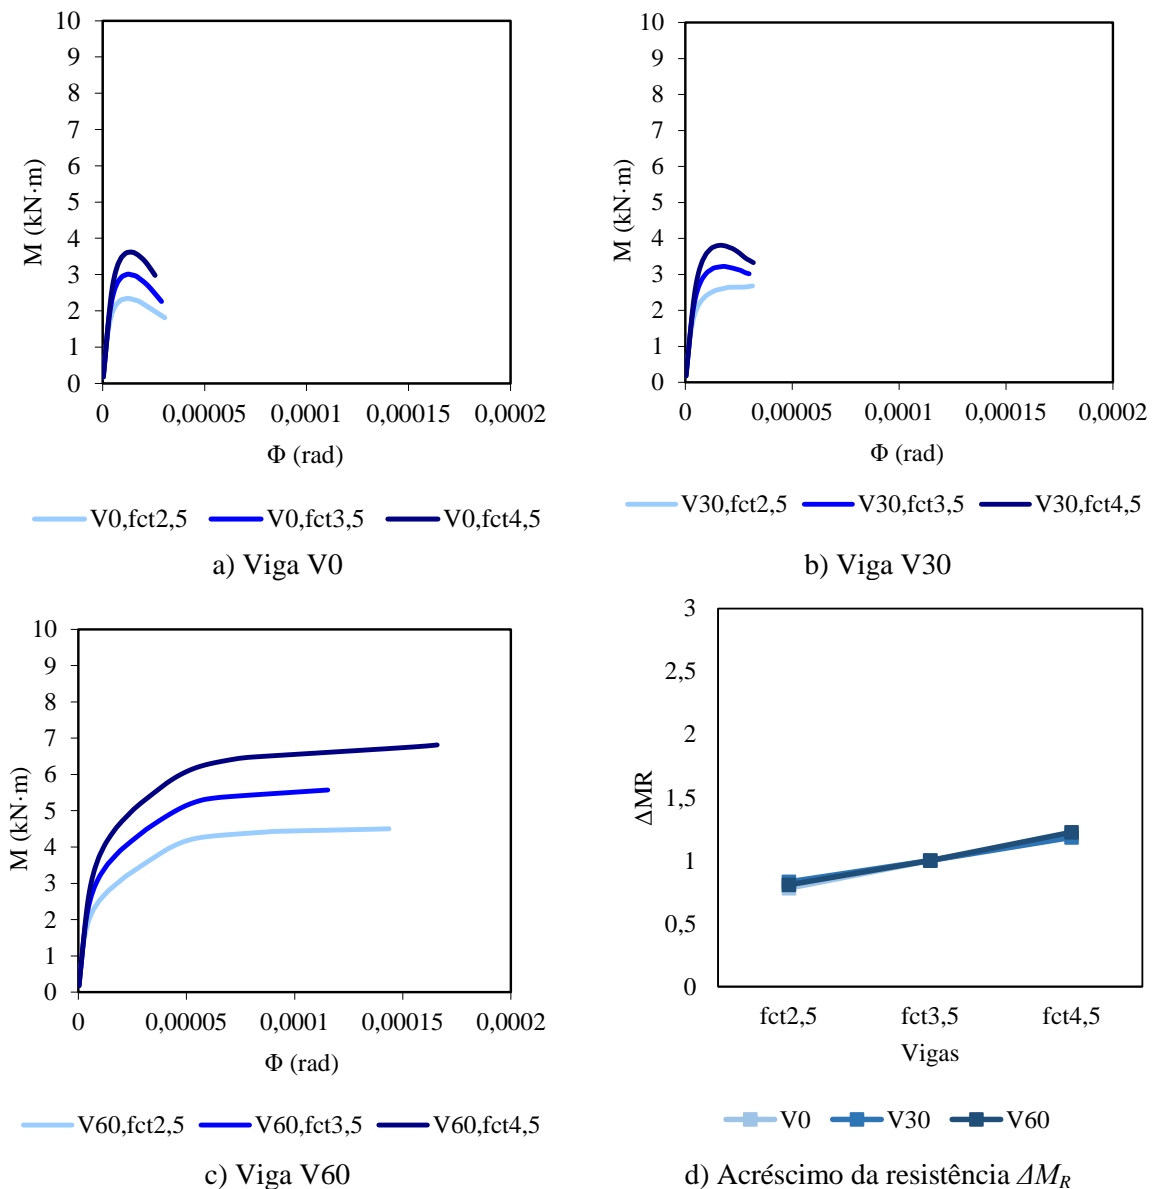 10
9
8
7
6
5
4
3
2
1
0
M (kN·m)
0 0,00005 0,0001 0,00015 0,0002
Φ (rad)
V0,fct2,5 V0,fct3,5 V0,fct4,5
a) Viga V0
10
9
8
7
6
5
4
3
2
1
0
M (kN·m)
0 0,00005 0,0001 0,00015 0,0002
Φ (rad)
V30,fct2,5 V30,fct3,5 V30,fct4,5
b) Viga V30
10
9
8
7
6
5
4
3
2
1
0
M (kN·m)
0 0,00005 0,0001 0,00015 0,0002
Φ (rad)
V60,fct2,5 V60,fct3,5 V60,fct4,5
c) Viga V60
3
2,5
2
1,5
1
0,5
0
ΔMR
fct2,5 fct3,5 fct4,5
Vigas
V0 V30 V60
d) Acréscimo da resistência ΔM_R